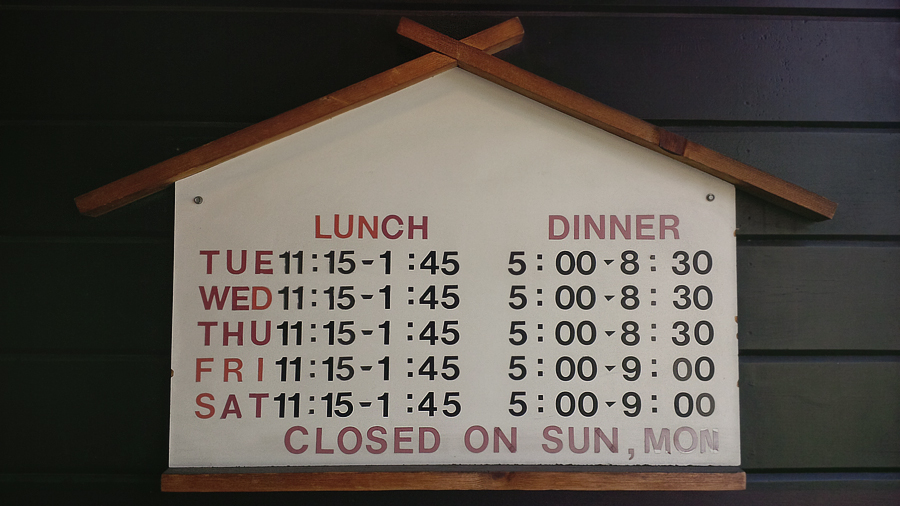 LUNCH DINNER
TUE 11:15-1:45 5:00-8:30
WED 11:15-1:45 5:00-8:30
THU 11:15-1:45 5:00-8:30
FRI 11:15-1:45 5:00-9:00
SAT 11:15-1:45 5:00-9:00
CLOSED ON SUN, MON